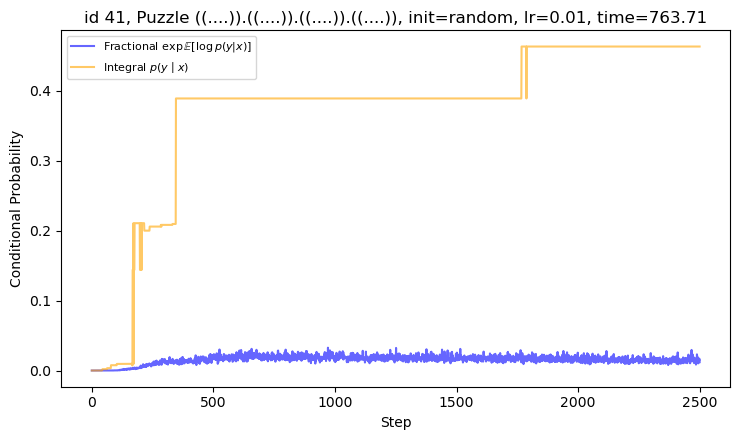 id 41, Puzzle ((....)).((....)).((....)).((....)), init=random, lr=0.01, time=763.71
Fractional exp𝔼[log p(y|x)]
Integral p(y | x)
Conditional Probability
0.4
0.3
0.2
0.1
0.0
0 500 1000 1500 2000 2500
Step